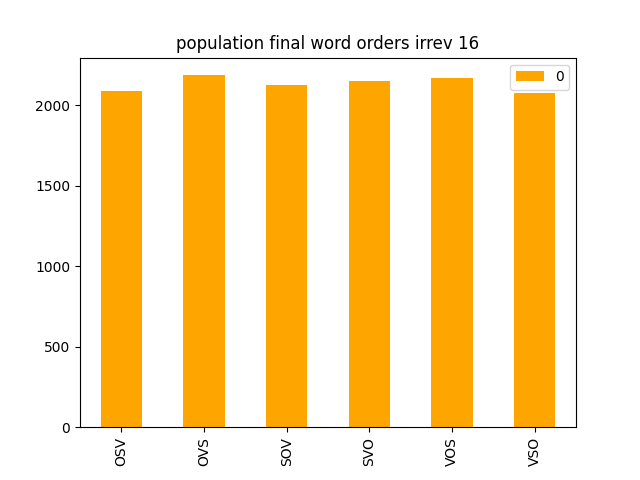 population final word orders irrev 16
0
2000
1500
1000
500
0
OSV
OVS
SOV
SVO
VOS
VSO